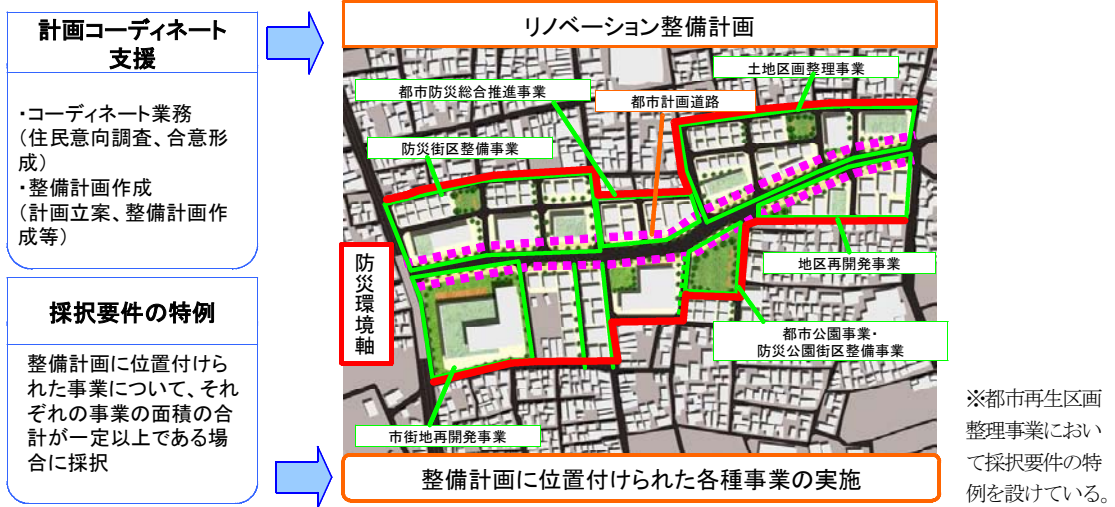 計画コーディネート
支援
・コーディネート業務
(住民意向調査、合意形
成)
・整備計画作成
(計画立案、整備計画作
成等)
採択要件の特例
整備計画に位置付けら
れた事業について、それ
ぞれの事業の面積の合
計が一定以上である場
合に採択
リノベーション整備計画
土地区画整理事業
都市防災総合推進事業
都市計画道路
防災街区整備事業
防災環境軸
地区再開発事業
都市公園事業・
防災公園街区整備事業
市街地再開発事業
整備計画に位置付けられた各種事業の実施
※都市再生区画
整理事業におい
て採択要件の特
例を設けている。